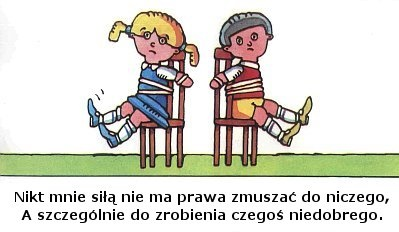 Nikt mnie siłą nie ma prawa zmuszać do niczego,
A szczególnie do zrobienia czegoś niedobrego.